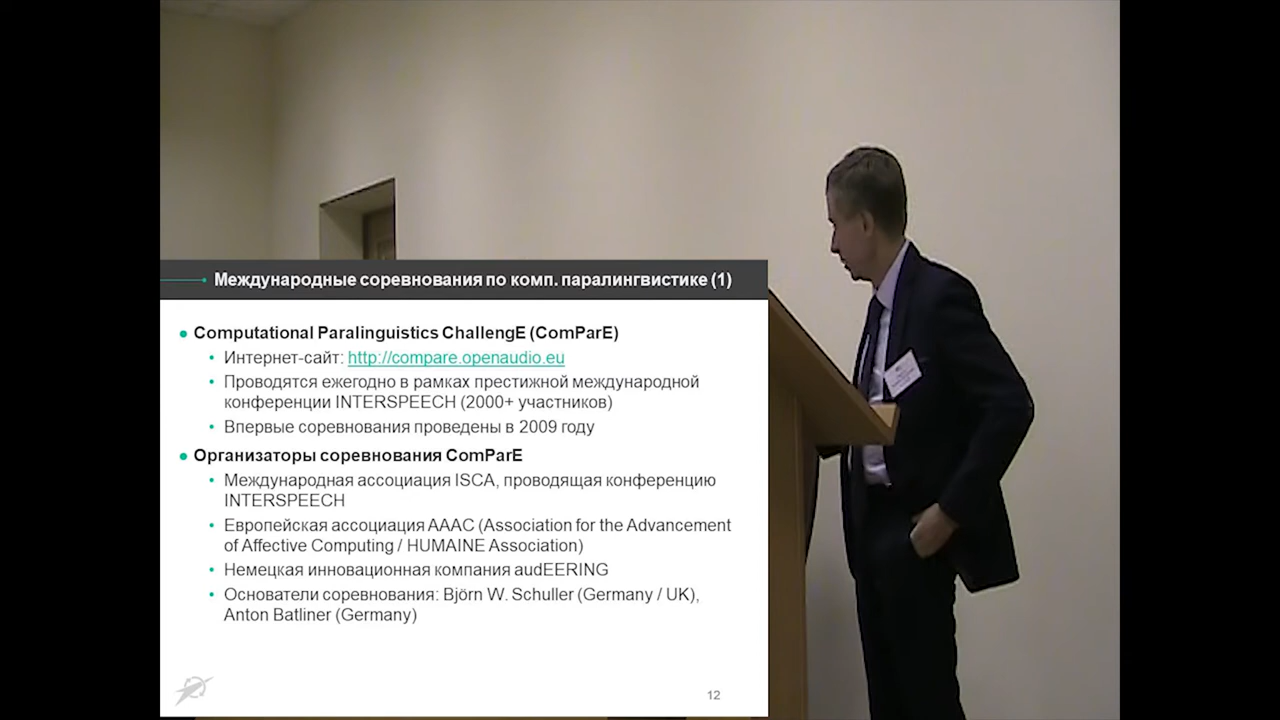 Международные соревнования по комп. паралингвистике (1)
Computational Paralinguistics ChallengE (ComParE)
Интернет-сайт: http://compare.openaudio.eu
Проводятся ежегодно в рамках престижной международной
конференции INTERSPEECH (2000+ участников)
Впервые соревнования проведены в 2009 году
Организаторы соревнования ComParE
Международная ассоциация ISCA, проводящая конференцию
INTERSPEECH
Европейская ассоциация AAAC (Association for the Advancement
of Affective Computing / HUMAINE Association)
Немецкая инновационная компания audEERING
Основатели соревнования: Björn W. Schuller (Germany / UK),
Anton Batliner (Germany)
12